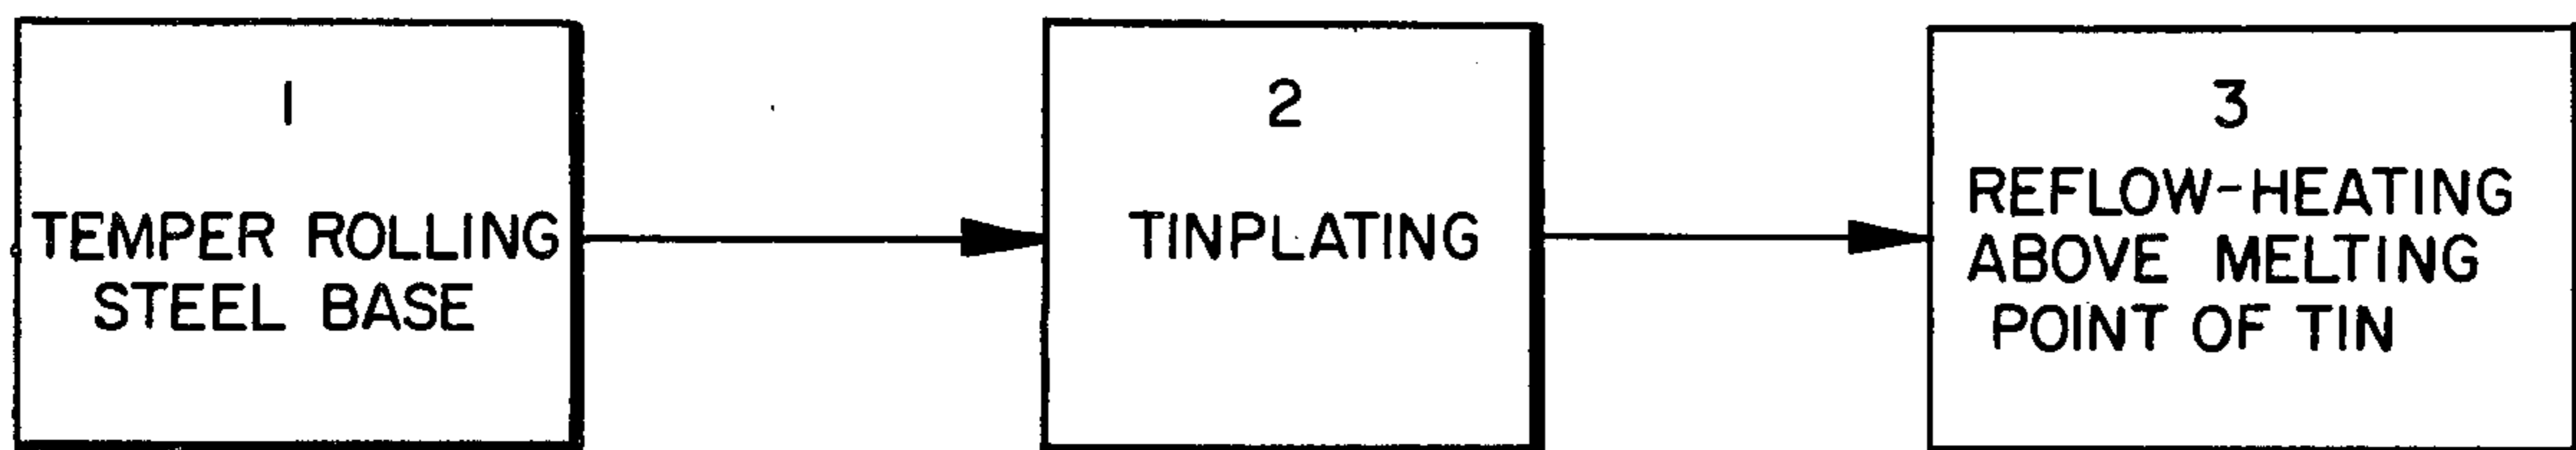 1
TEMPER ROLLING
STEEL BASE
2
TINPLATING
3
REFLOW-HEATING
ABOVE MELTING
POINT OF TIN